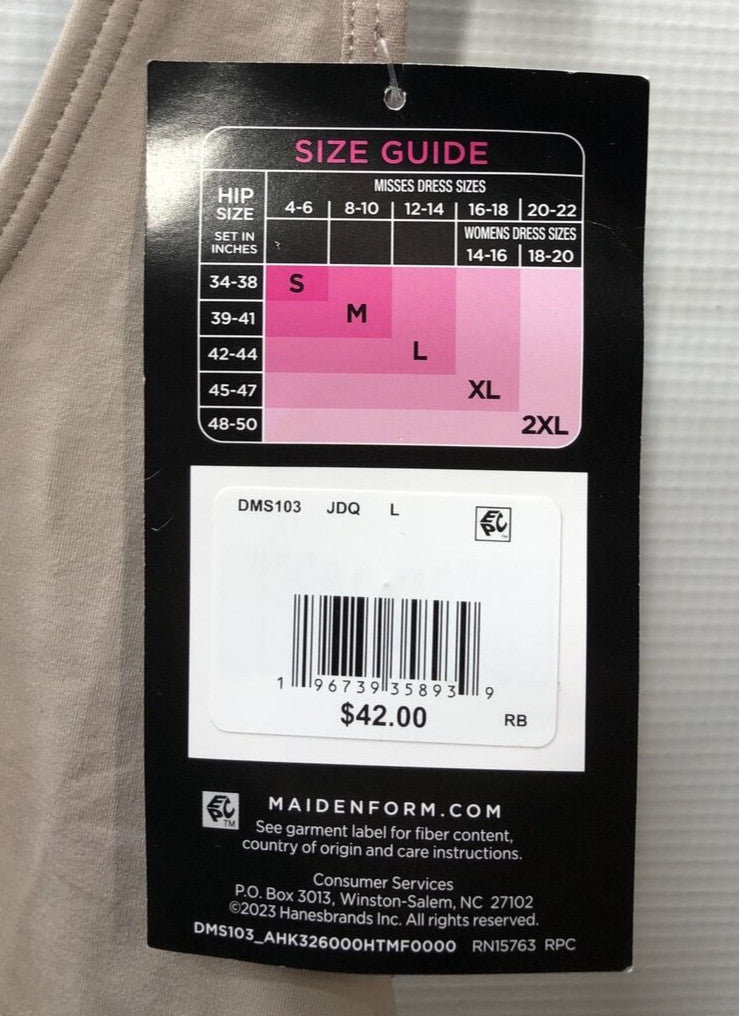 SIZE GUIDE
HIP SIZE
SET IN INCHES
MISSES DRESS SIZES
4-6 8-10 12-14 16-18 20-22
WOMENS DRESS SIZES
14-16 18-20
34-38 S
39-41 M
42-44 L
45-47 XL
48-50 2XL
DMS103 JDQ L
EPC
1 96739 35893 9
$42.00 RB
EPC TM
MAIDENFORM.COM
See garment label for fiber content,
country of origin and care instructions.
Consumer Services
P.O. Box 3013, Winston-Salem, NC 27102
©2023 Hanesbrands Inc. All rights reserved.
DMS103_AHK326000HTMF0000 RN15763 RPC